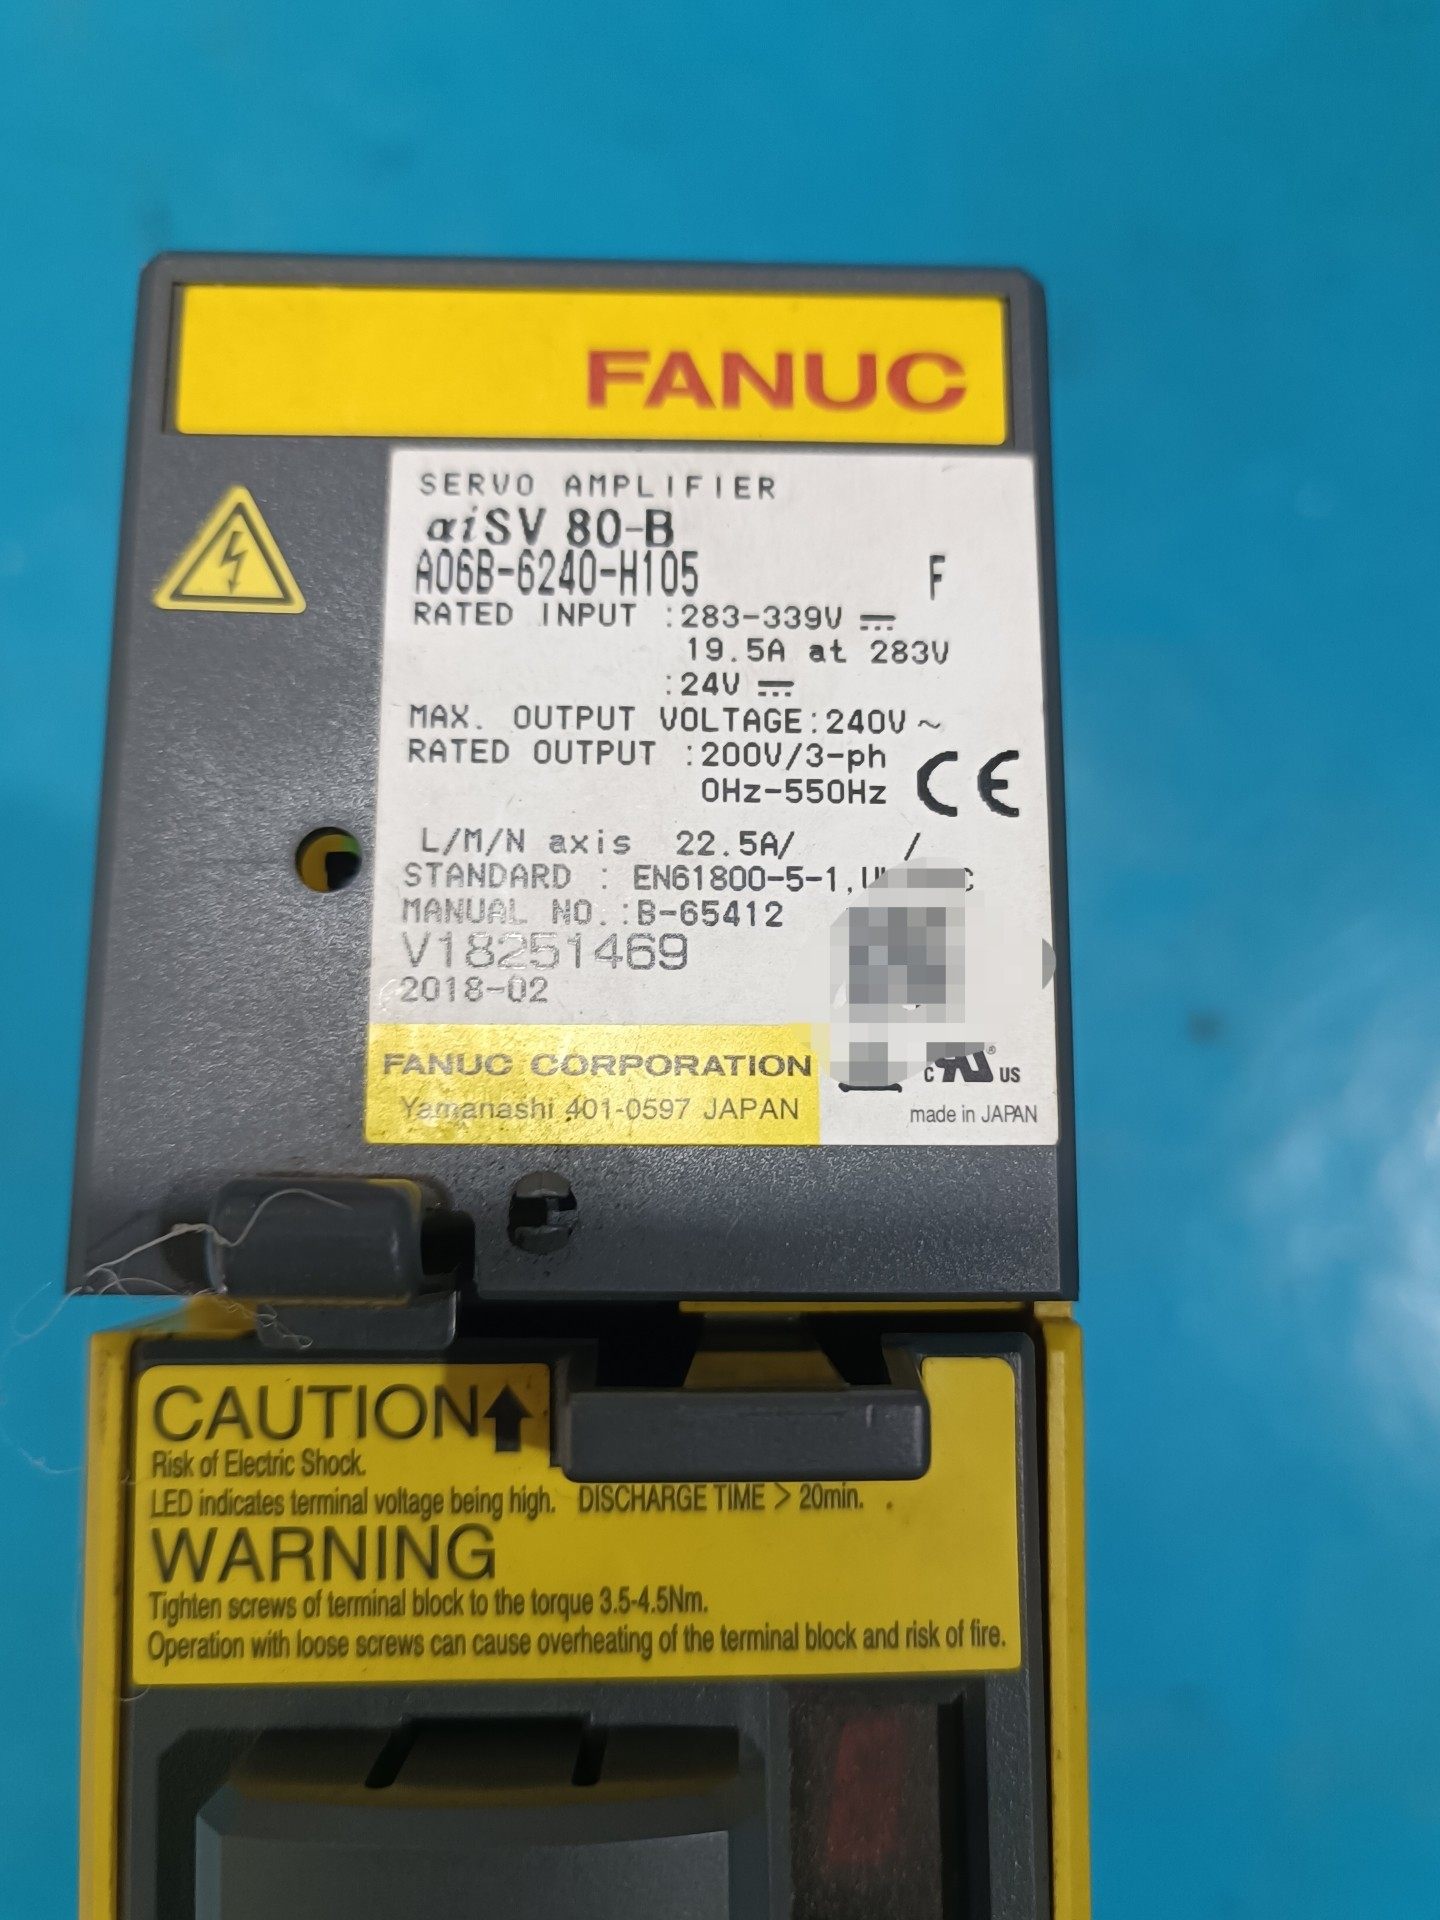 FANUC
SERVO AMPLIFIER
αiSV 80-B
A06B-6240-H105 F
RATED INPUT :283-339V ⎓
19.5A at 283V
:24V ⎓
MAX. OUTPUT VOLTAGE:240V ~
RATED OUTPUT :200V/3-ph
0Hz-550Hz
CE
L/M/N axis 22.5A/ /
STANDARD : EN61800-5-1,
MANUAL NO.:B-65412
V18251469
2018-02
FANUC CORPORATION
Yamanashi 401-0597 JAPAN
c US
made in JAPAN
CAUTION↑
Risk of Electric Shock.
LED indicates terminal voltage being high. DISCHARGE TIME > 20min. .
WARNING
Tighten screws of terminal block to the torque 3.5-4.5Nm.
Operation with loose screws can cause overheating of the terminal block and risk of fire.